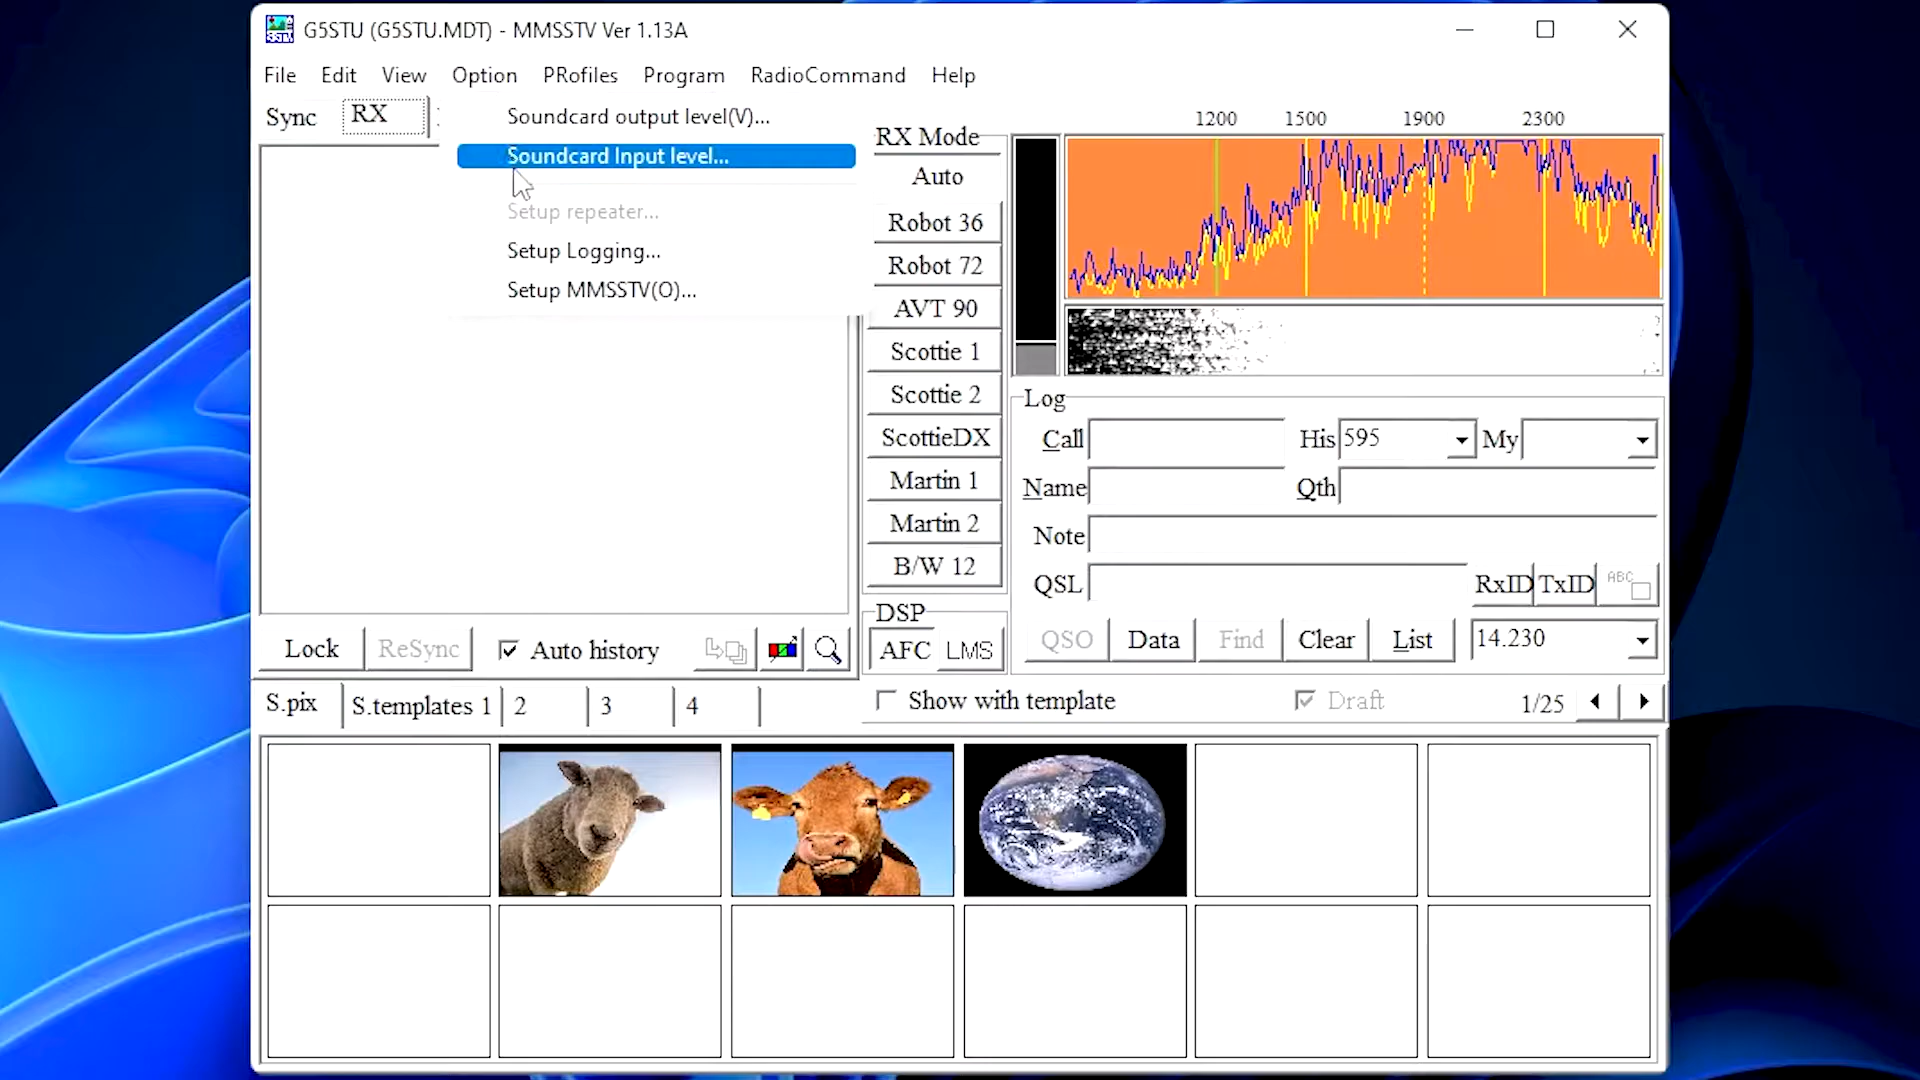 G5STU (G5STU.MDT) - MMSSTV Ver 1.13A
File Edit View Option PRofiles Program RadioCommand Help
Sync RX
Soundcard output level(V)...
Soundcard Input level...
Setup repeater...
Setup Logging...
Setup MMSSTV(O)...
RX Mode
Auto
Robot 36
Robot 72
AVT 90
Scottie 1
Scottie 2
ScottieDX
Martin 1
Martin 2
B/W 12
DSP
AFC LMS
1200 1500 1900 2300
Log
Call His 595 My
Name Qth
Note
QSL RxID TxID ABC
QSO Data Find Clear List 14.230
Lock ReSync Auto history
S.pix S.templates 1 2 3 4
Show with template Draft 1/25